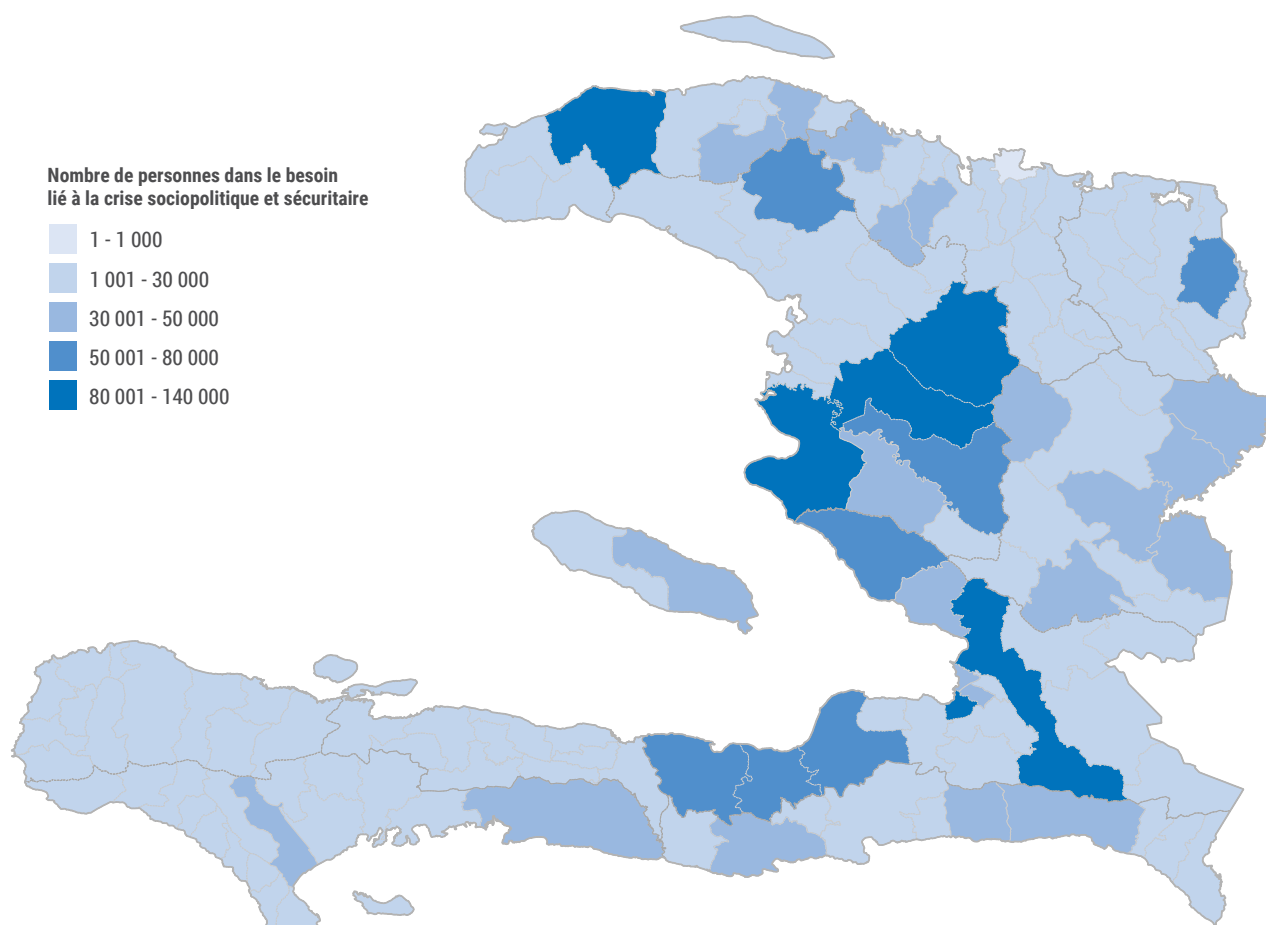 Nombre de personnes dans le besoin
lié à la crise sociopolitique et sécuritaire
1 - 1 000
1 001 - 30 000
30 001 - 50 000
50 001 - 80 000
80 001 - 140 000